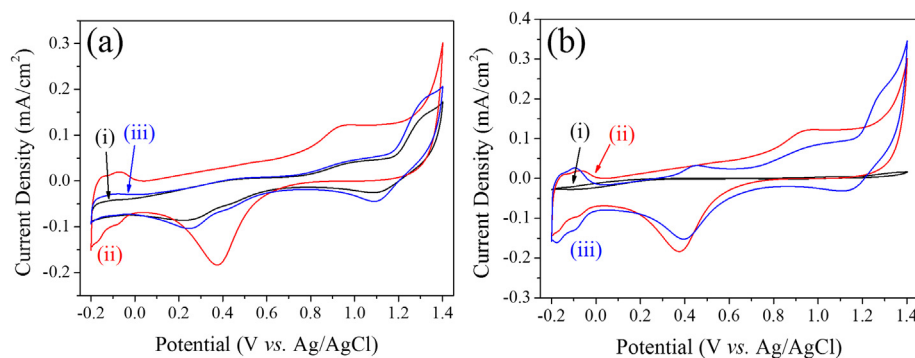 (a)
0.3
0.2
0.1
0.0
-0.1
-0.2
Current Density (mA/cm²)
(i)
(iii)
(ii)
-0.2 0.0 0.2 0.4 0.6 0.8 1.0 1.2 1.4
Potential (V vs. Ag/AgCl)
(b)
0.4
0.3
0.2
0.1
0.0
-0.1
-0.2
-0.3
Current Density (mA/cm²)
(i)
(ii)
(iii)
-0.2 0.0 0.2 0.4 0.6 0.8 1.0 1.2 1.4
Potential (V vs. Ag/AgCl)